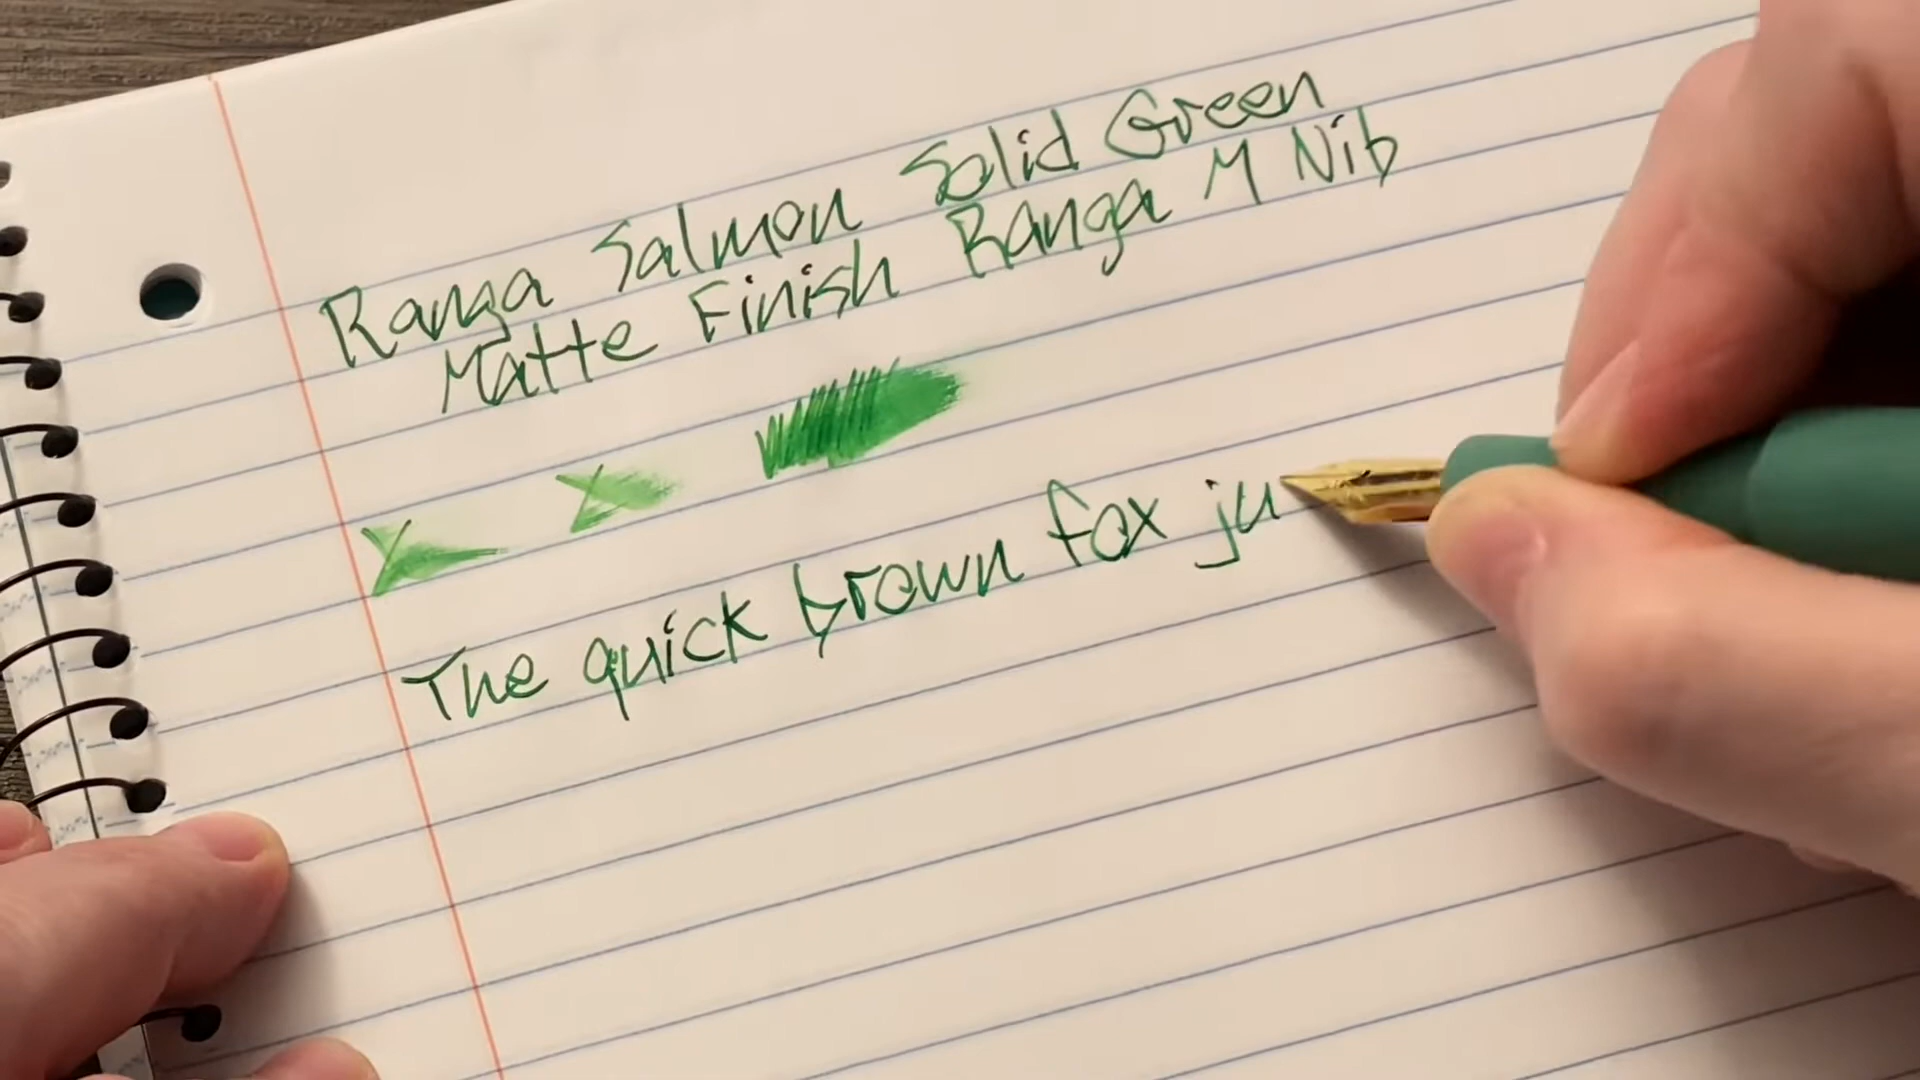 Ranga Salmon Solid Green
Matte Finish Ranga M Nib
The quick brown fox ju